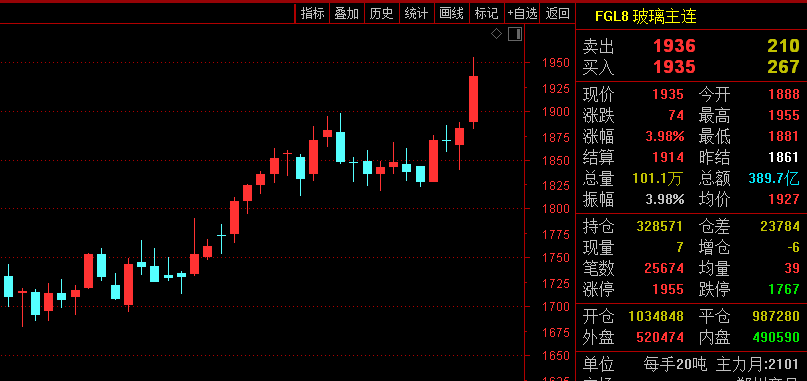 指标 叠加 历史 统计 画线 标记 +自选 返回
FGL8 玻璃主连
1950
1925
1900
1875
1850
1825
1800
1775
1750
1725
1700
1675
1650
卖出 1936 210
买入 1935 267
现价 1935 今开 1888
涨跌 74 最高 1955
涨幅 3.98% 最低 1881
结算 1914 昨结 1861
总量 101.1万 总额 389.7亿
振幅 3.98% 均价 1927
持仓 328571 仓差 23784
现量 7 增仓 -6
笔数 25674 均量 39
涨停 1955 跌停 1767
开仓 1034848 平仓 987280
外盘 520474 内盘 490590
单位 每手20吨 主力月:2101